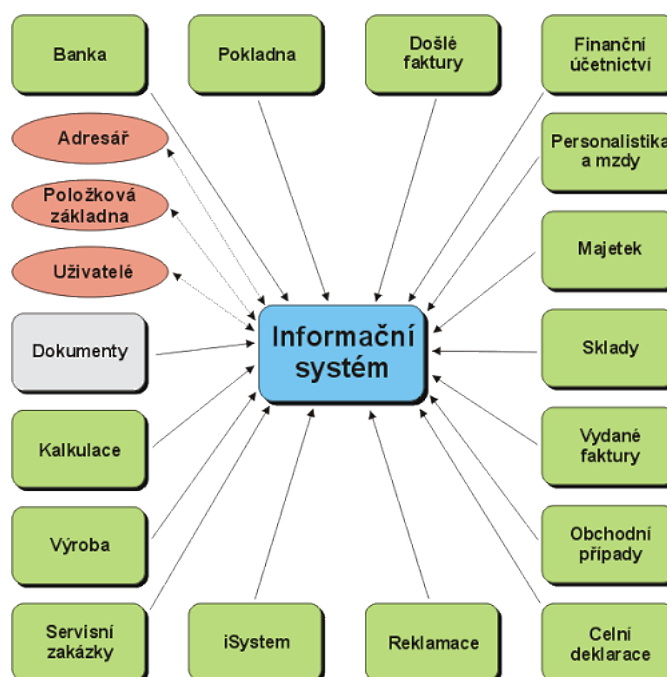 Banka
Pokladna
Došlé
faktury
Finanční
účetnictví
Adresář
Personalistika
a mzdy
Položková
základna
Uživatelé
Majetek
Informační
systém
Dokumenty
Sklady
Kalkulace
Vydané
faktury
Výroba
Obchodní
případy
Servisní
zakázky
iSystem
Reklamace
Celní
deklarace